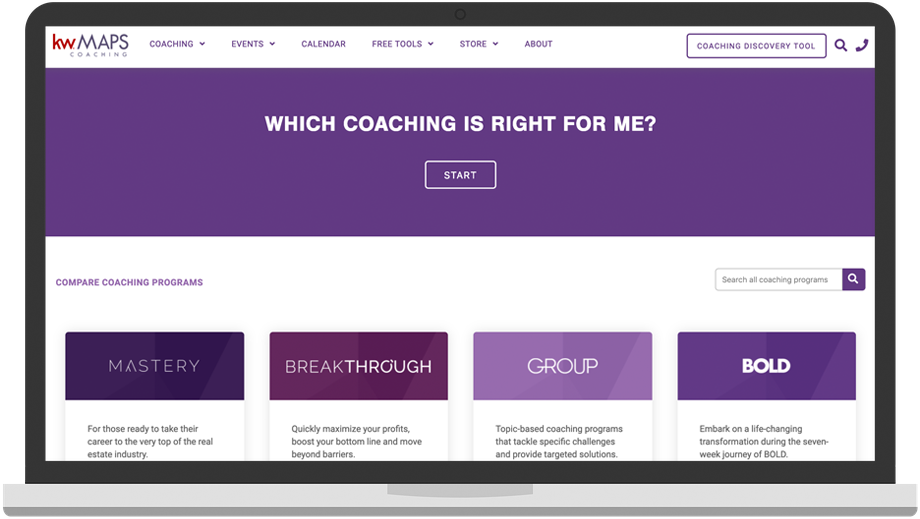 kwMAPS
COACHING
COACHING EVENTS CALENDAR FREE TOOLS STORE ABOUT
COACHING DISCOVERY TOOL
WHICH COACHING IS RIGHT FOR ME?
START
COMPARE COACHING PROGRAMS
Search all coaching programs
MASTERY
For those ready to take their
career to the very top of the real
estate industry.
BREAKTHROUGH
Quickly maximize your profits,
boost your bottom line and move
beyond barriers.
GROUP
Topic-based coaching programs
that tackle specific challenges
and provide targeted solutions.
BOLD
Embark on a life-changing
transformation during the seven-
week journey of BOLD.